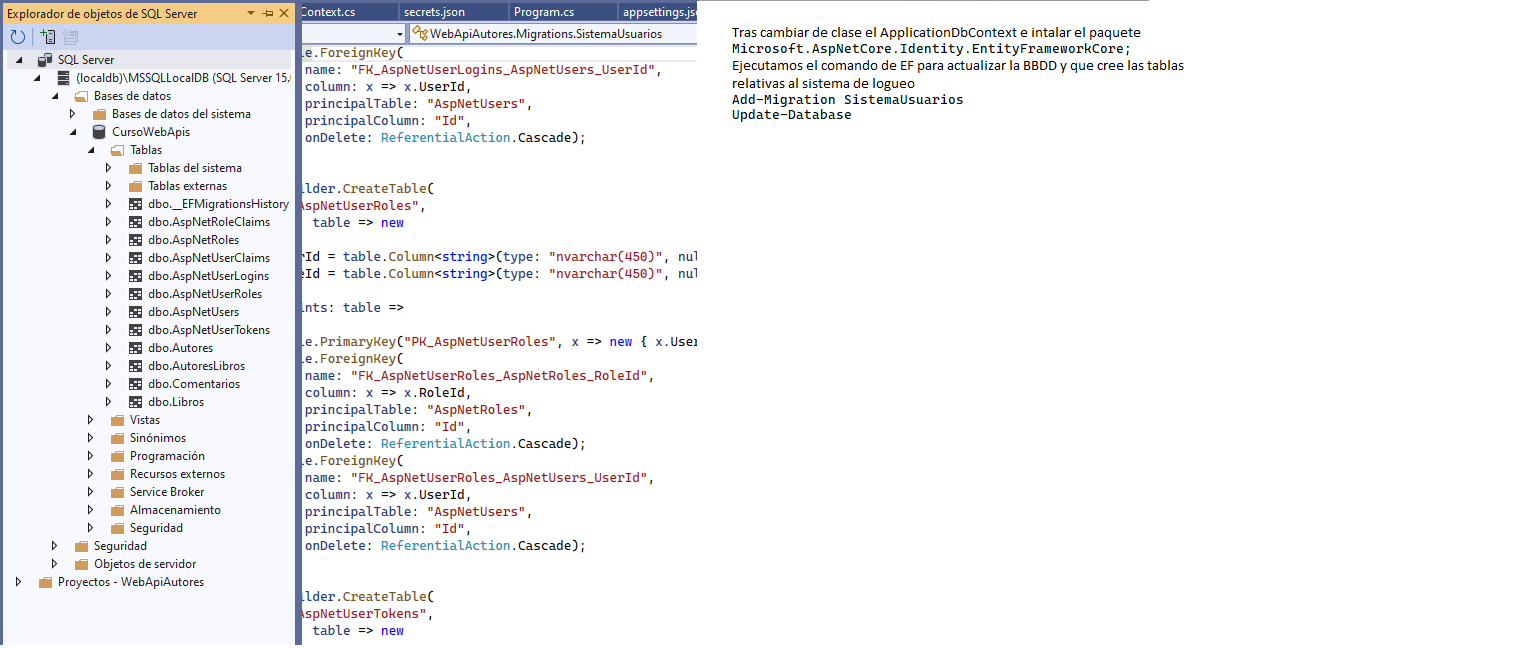 Explorador de objetos de SQL Server
SQL Server
(localdb)\MSSQLLocalDB (SQL Server 15.
Bases de datos
Bases de datos del sistema
CursoWebApis
Tablas
Tablas del sistema
Tablas externas
dbo.__EFMigrationsHistory
dbo.AspNetRoleClaims
dbo.AspNetRoles
dbo.AspNetUserClaims
dbo.AspNetUserLogins
dbo.AspNetUserRoles
dbo.AspNetUsers
dbo.AspNetUserTokens
dbo.Autores
dbo.AutoresLibros
dbo.Comentarios
dbo.Libros
Vistas
Sinónimos
Programación
Recursos externos
Service Broker
Almacenamiento
Seguridad
Seguridad
Objetos de servidor
Proyectos - WebApiAutores
Context.cs secrets.json Program.cs appsettings.js
WebApiAutores.Migrations.SistemaUsuarios
e.ForeignKey(
name: "FK_AspNetUserLogins_AspNetUsers_UserId",
column: x => x.UserId,
principalTable: "AspNetUsers",
principalColumn: "Id",
onDelete: ReferentialAction.Cascade);
ilder.CreateTable(
AspNetUserRoles",
table => new
rId = table.Column<string>(type: "nvarchar(450)", nul
eId = table.Column<string>(type: "nvarchar(450)", nul
ints: table =>
e.PrimaryKey("PK_AspNetUserRoles", x => new { x.User
e.ForeignKey(
name: "FK_AspNetUserRoles_AspNetRoles_RoleId",
column: x => x.RoleId,
principalTable: "AspNetRoles",
principalColumn: "Id",
onDelete: ReferentialAction.Cascade);
e.ForeignKey(
name: "FK_AspNetUserRoles_AspNetUsers_UserId",
column: x => x.UserId,
principalTable: "AspNetUsers",
principalColumn: "Id",
onDelete: ReferentialAction.Cascade);
ilder.CreateTable(
AspNetUserTokens",
table => new
Tras cambiar de clase el ApplicationDbContext e intalar el paquete
Microsoft.AspNetCore.Identity.EntityFrameworkCore;
Ejecutamos el comando de EF para actualizar la BBDD y que cree las tablas
relativas al sistema de logueo
Add-Migration SistemaUsuarios
Update-Database